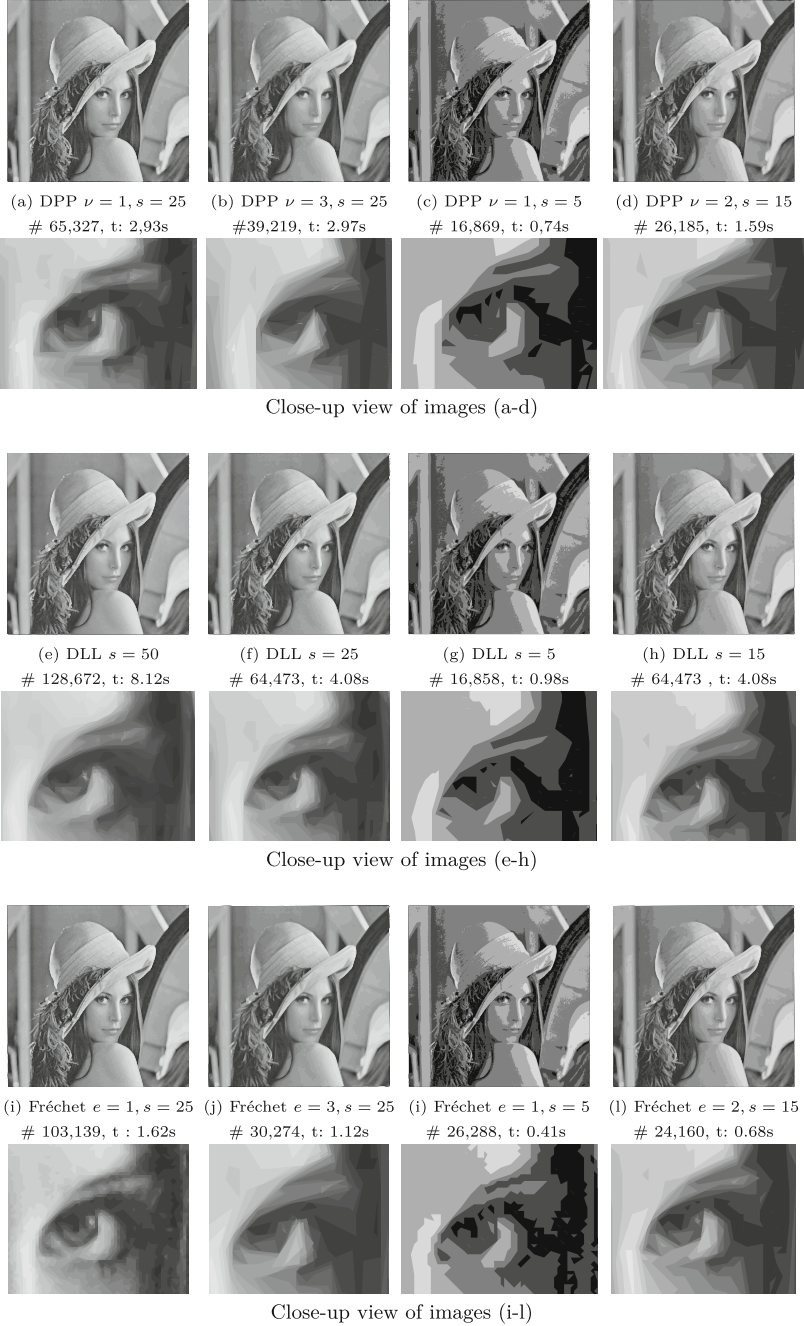 (a) DPP ν = 1, s = 25 (b) DPP ν = 3, s = 25 (c) DPP ν = 1, s = 5 (d) DPP ν = 2, s = 15
# 65,327, t: 2,93s #39,219, t: 2.97s # 16,869, t: 0,74s # 26,185, t: 1.59s
Close-up view of images (a-d)
(e) DLL s = 50 (f) DLL s = 25 (g) DLL s = 5 (h) DLL s = 15
# 128,672, t: 8.12s # 64,473, t: 4.08s # 16,858, t: 0.98s # 64,473 , t: 4.08s
Close-up view of images (e-h)
(i) Fréchet e = 1, s = 25 (j) Fréchet e = 3, s = 25 (i) Fréchet e = 1, s = 5 (l) Fréchet e = 2, s = 15
# 103,139, t : 1.62s # 30,274, t: 1.12s # 26,288, t: 0.41s # 24,160, t: 0.68s
Close-up view of images (i-l)